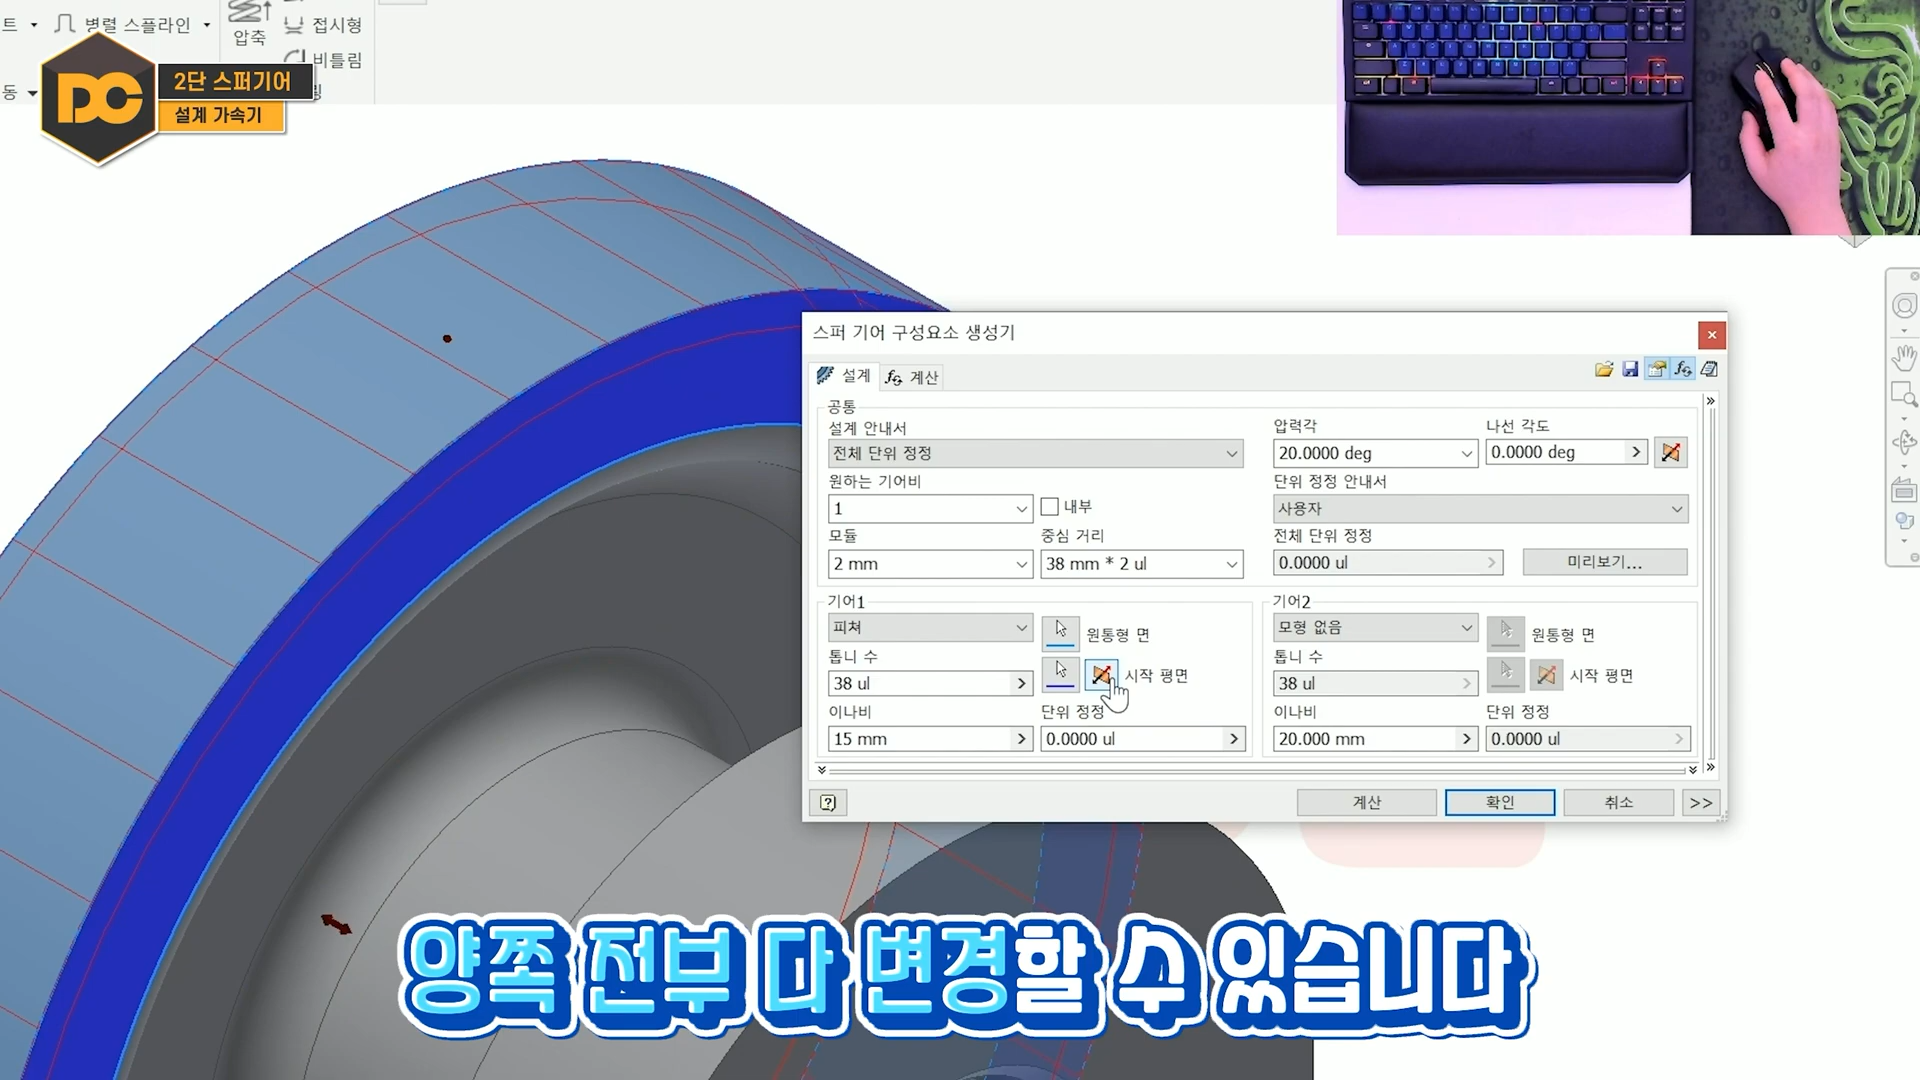 트
병렬 스플라인
압축
접시형
비틀림
동
DC
2단 스퍼기어
설계 가속기
스퍼 기어 구성요소 생성기
설계
계산
공통
설계 안내서
압력각
나선 각도
전체 단위 정정
20.0000 deg
0.0000 deg
원하는 기어비
단위 정정 안내서
1
내부
사용자
모듈
중심 거리
전체 단위 정정
2 mm
38 mm * 2 ul
0.0000 ul
미리보기...
기어1
기어2
피쳐
원통형 면
모형 없음
원통형 면
톱니 수
톱니 수
38 ul
시작 평면
38 ul
시작 평면
이나비
단위 정정
이나비
단위 정정
15 mm
0.0000 ul
20.000 mm
0.0000 ul
계산
확인
취소
>>
양쪽 전부 다 변경할 수 있습니다